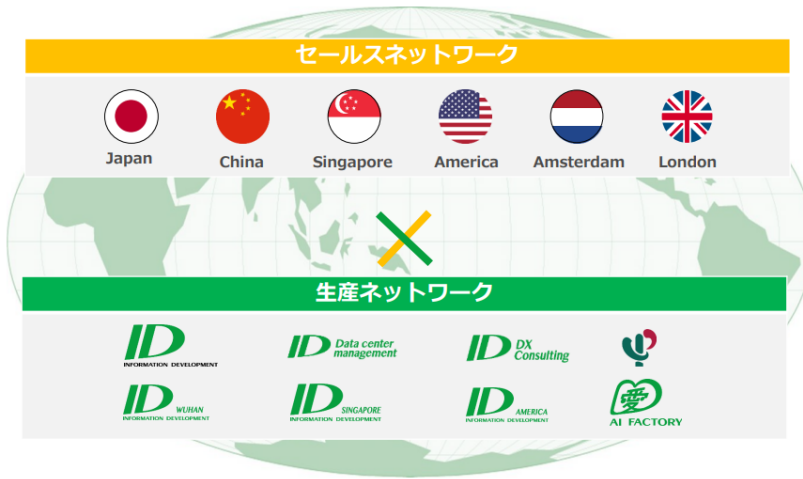 セールスネットワーク
Japan
China
Singapore
America
Amsterdam
London
生産ネットワーク
ID
INFORMATION DEVELOPMENT
ID Data center
management
ID DX
Consulting
ID WUHAN
INFORMATION DEVELOPMENT
ID SINGAPORE
INFORMATION DEVELOPMENT
ID AMERICA
INFORMATION DEVELOPMENT
愛
AI FACTORY